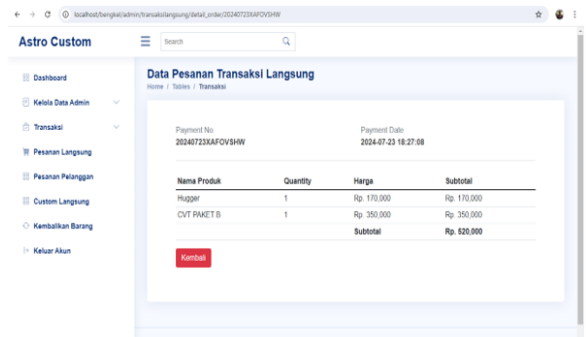 localhost/bengkel/admin/transaksilangsung/detail_order/20240723XAFOVSHW
Astro Custom
Search
Dashboard
Kelola Data Admin
Transaksi
Pesanan Langsung
Pesanan Pelanggan
Custom Langsung
Kembalikan Barang
Keluar Akun
Data Pesanan Transaksi Langsung
Home / Tables / Transaksi
Payment No. Payment Date
20240723XAFOVSHW 2024-07-23 18:27:08
Nama Produk Quantity Harga Subtotal
Hugger 1 Rp. 170,000 Rp. 170,000
CVT PAKET B 1 Rp. 350,000 Rp. 350,000
Subtotal Rp. 520,000
Kembali